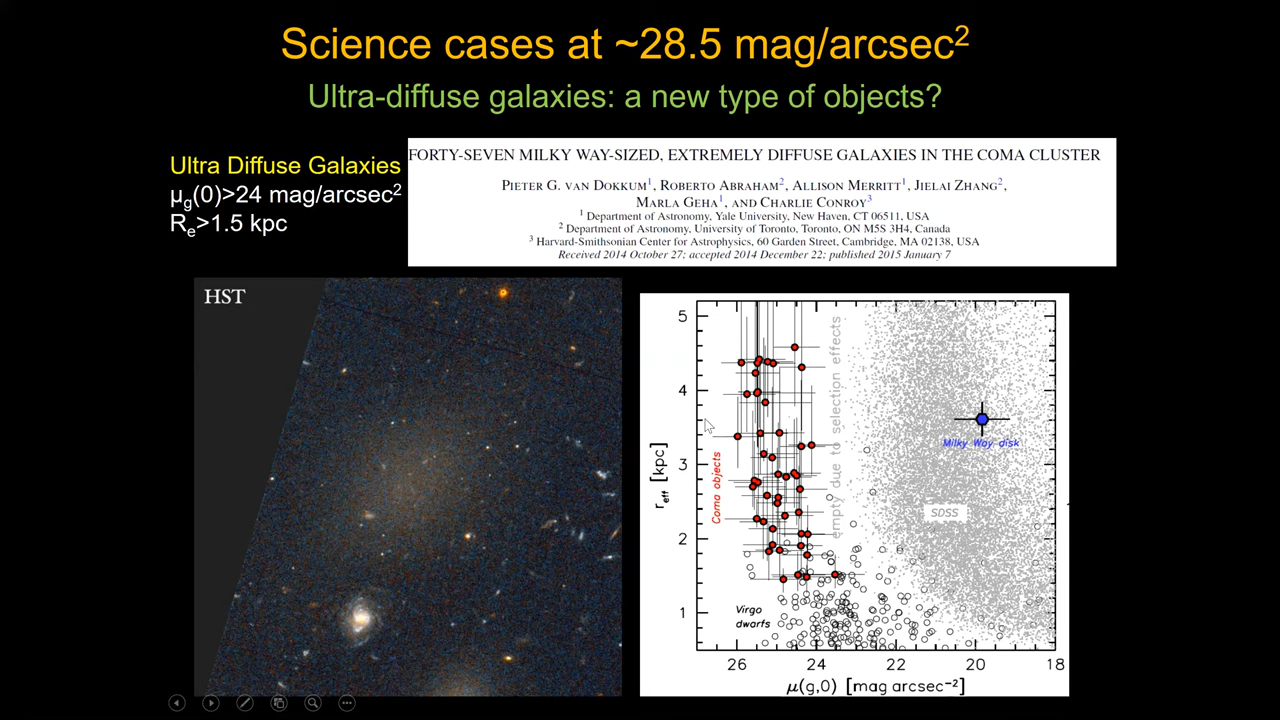 Science cases at ~28.5 mag/arcsec²
Ultra-diffuse galaxies: a new type of objects?
Ultra Diffuse Galaxies
μg(0)>24 mag/arcsec²
Re>1.5 kpc
FORTY-SEVEN MILKY WAY-SIZED, EXTREMELY DIFFUSE GALAXIES IN THE COMA CLUSTER
PIETER G. VAN DOKKUM¹, ROBERTO ABRAHAM², ALLISON MERRITT¹, JIELAI ZHANG²,
MARLA GEHA¹, AND CHARLIE CONROY³
¹ Department of Astronomy, Yale University, New Haven, CT 06511, USA
² Department of Astronomy, University of Toronto, Toronto, ON M5S 3H4, Canada
³ Harvard-Smithsonian Center for Astrophysics, 60 Garden Street, Cambridge, MA 02138, USA
Received 2014 October 27; accepted 2014 December 22; published 2015 January 7
HST
5
4
3
2
1
reff [kpc]
Coma objects
empty due to selection effects
Milky Way disk
SDSS
Virgo
dwarfs
26 24 22 20 18
μ(g,0) [mag arcsec⁻²]